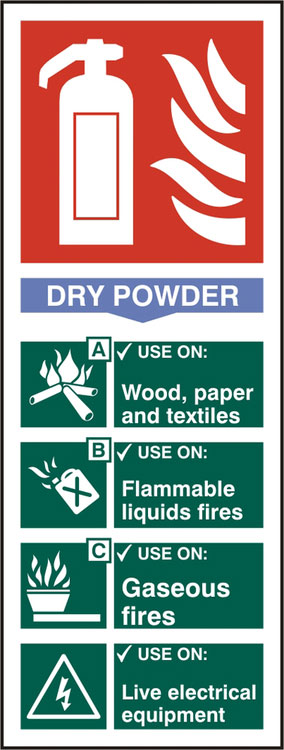 DRY POWDER
A ✓ USE ON:
Wood, paper
and textiles
B ✓ USE ON:
Flammable
liquids fires
C ✓ USE ON:
Gaseous
fires
✓ USE ON:
Live electrical
equipment